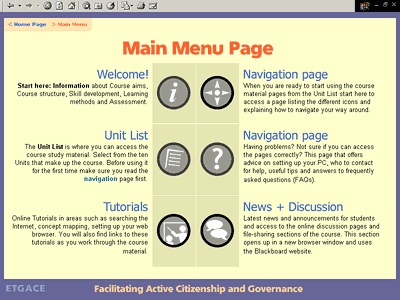 < Home Page > Main Menu
Main Menu Page
Welcome!
Start here: Information about Course aims,
Course structure, Skill development, Learning
methods and Assessment.
Navigation page
When you are ready to start using the course
material pages from the Unit List start here to
access a page listing the different icons and
explaining how to navigate your way around.
Unit List
The Unit List is where you can access the
course study material. Select from the ten
Units that make up the course. Before using it
for the first time make sure you read the
navigation page first.
Navigation page
Having problems? Not sure if you can access
the pages correctly? This page that offers
advice on setting up your PC, who to contact
for help, useful tips and answers to frequently
asked questions (FAQs).
Tutorials
Online Tutorials in areas such as searching the
Internet, concept mapping, setting up your web
browser. You will also find links to these
tutorials as you work through the course
material.
News + Discussion
Latest news and announcements for students
and access to the online discussion pages and
file-sharing sections of the course. This section
opens up in a new browser window and uses
the Blackboard website.
ETGACE
Facilitating Active Citizenship and Governance